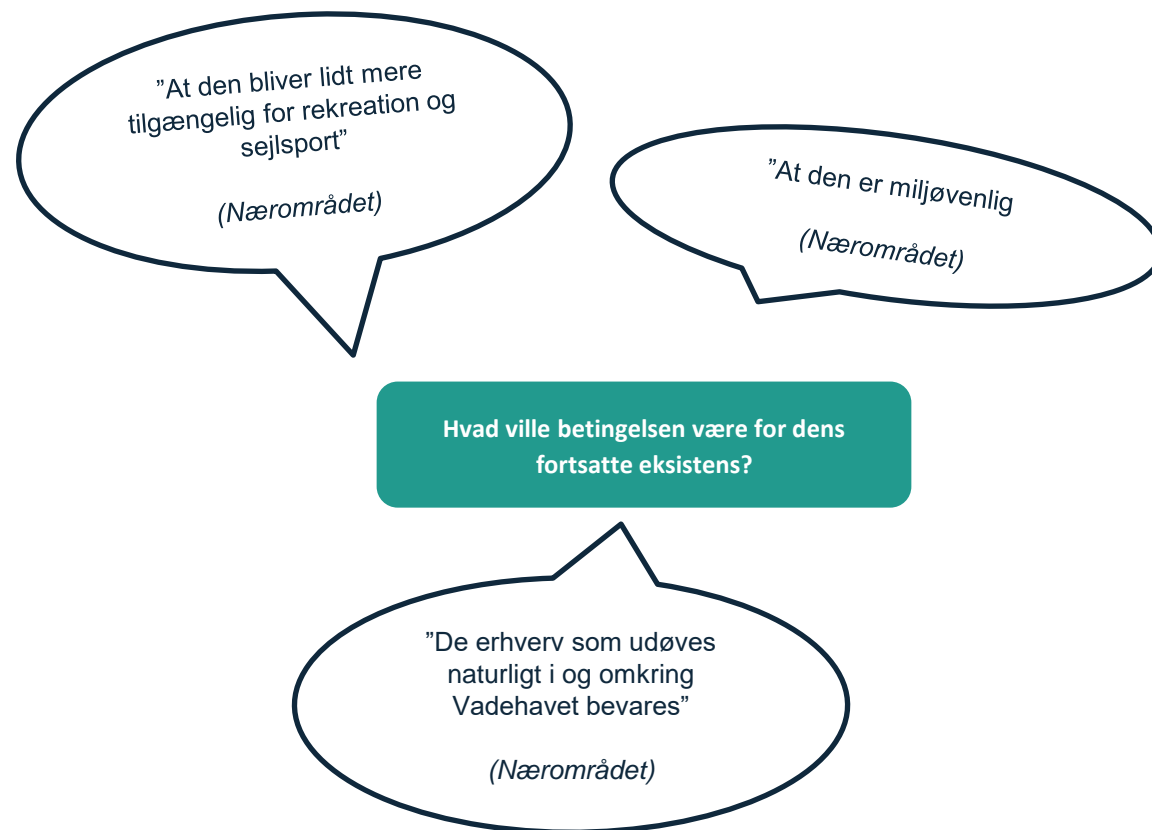 ”At den bliver lidt mere
tilgængelig for rekreation og
sejlsport”
(Nærområdet)
”At den er miljøvenlig
(Nærområdet)
Hvad ville betingelsen være for dens
fortsatte eksistens?
”De erhverv som udøves
naturligt i og omkring
Vadehavet bevares”
(Nærområdet)